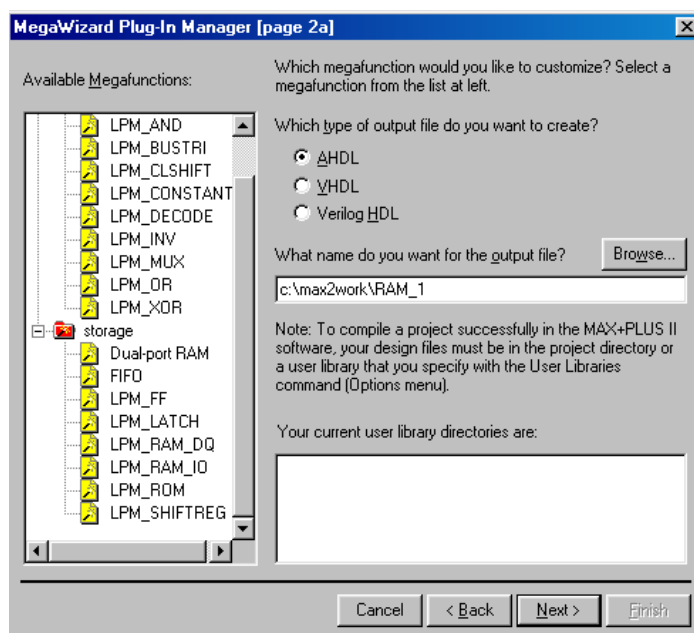 MegaWizard Plug-In Manager [page 2a]
Available Megafunctions:
LPM_AND
LPM_BUSTRI
LPM_CLSHIFT
LPM_CONSTANT
LPM_DECODE
LPM_INV
LPM_MUX
LPM_OR
LPM_XOR
storage
Dual-port RAM
FIFO
LPM_FF
LPM_LATCH
LPM_RAM_DQ
LPM_RAM_IO
LPM_ROM
LPM_SHIFTREG
Which megafunction would you like to customize? Select a
megafunction from the list at left.
Which type of output file do you want to create?
AHDL
VHDL
Verilog HDL
What name do you want for the output file?
Browse...
c:\max2work\RAM_1
Note: To compile a project successfully in the MAX+PLUS II
software, your design files must be in the project directory or
a user library that you specify with the User Libraries
command (Options menu).
Your current user library directories are:
Cancel
< Back
Next >
Finish